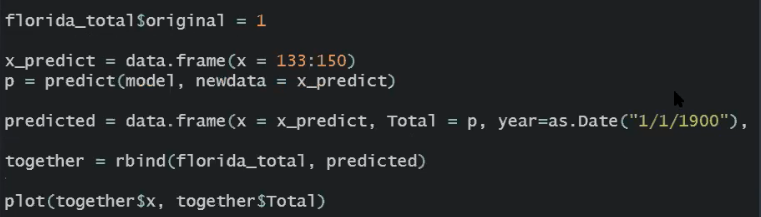 florida_total$original = 1
x_predict = data.frame(x = 133:150)
p = predict(model, newdata = x_predict)
predicted = data.frame(x = x_predict, Total = p, year=as.Date("1/1/1900"),
together = rbind(florida_total, predicted)
plot(together$x, together$Total)